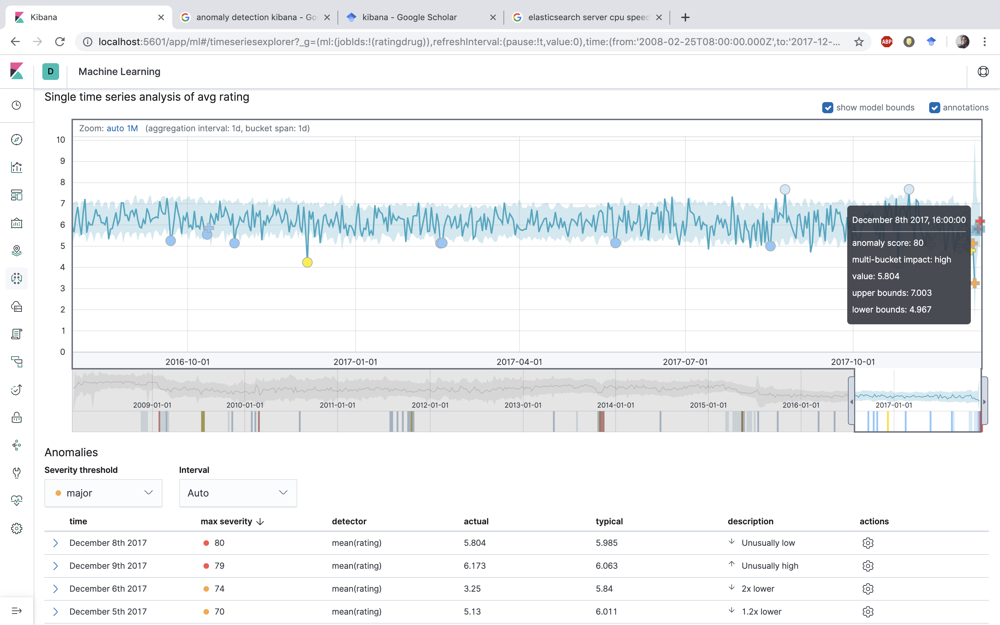 Kibana
anomaly detection kibana - Go
kibana - Google Scholar
elasticsearch server cpu speed
localhost:5601/app/ml#/timeseriesexplorer?_g=(ml:(jobIds:!(ratingdrug)),refreshInterval:(pause:!t,value:0),time:(from:'2008-02-25T08:00:00.000Z',to:'2017-12-...
ABP
D
Machine Learning
Single time series analysis of avg rating
show model bounds
annotations
Zoom: auto 1M (aggregation interval: 1d, bucket span: 1d)
10
9
8
7
6
5
4
3
2
1
0
December 8th 2017, 16:00:00
anomaly score: 80
multi-bucket impact: high
value: 5.804
upper bounds: 7.003
lower bounds: 4.967
2016-10-01 2017-01-01 2017-04-01 2017-07-01 2017-10-01
2009-01-01 2010-01-01 2011-01-01 2012-01-01 2013-01-01 2014-01-01 2015-01-01 2016-01-01 2017-01-01
Anomalies
Severity threshold Interval
major Auto
time max severity detector actual typical description actions
December 8th 2017 80 mean(rating) 5.804 5.985 Unusually low
December 9th 2017 79 mean(rating) 6.173 6.063 Unusually high
December 6th 2017 74 mean(rating) 3.25 5.84 2x lower
December 5th 2017 70 mean(rating) 5.13 6.011 1.2x lower